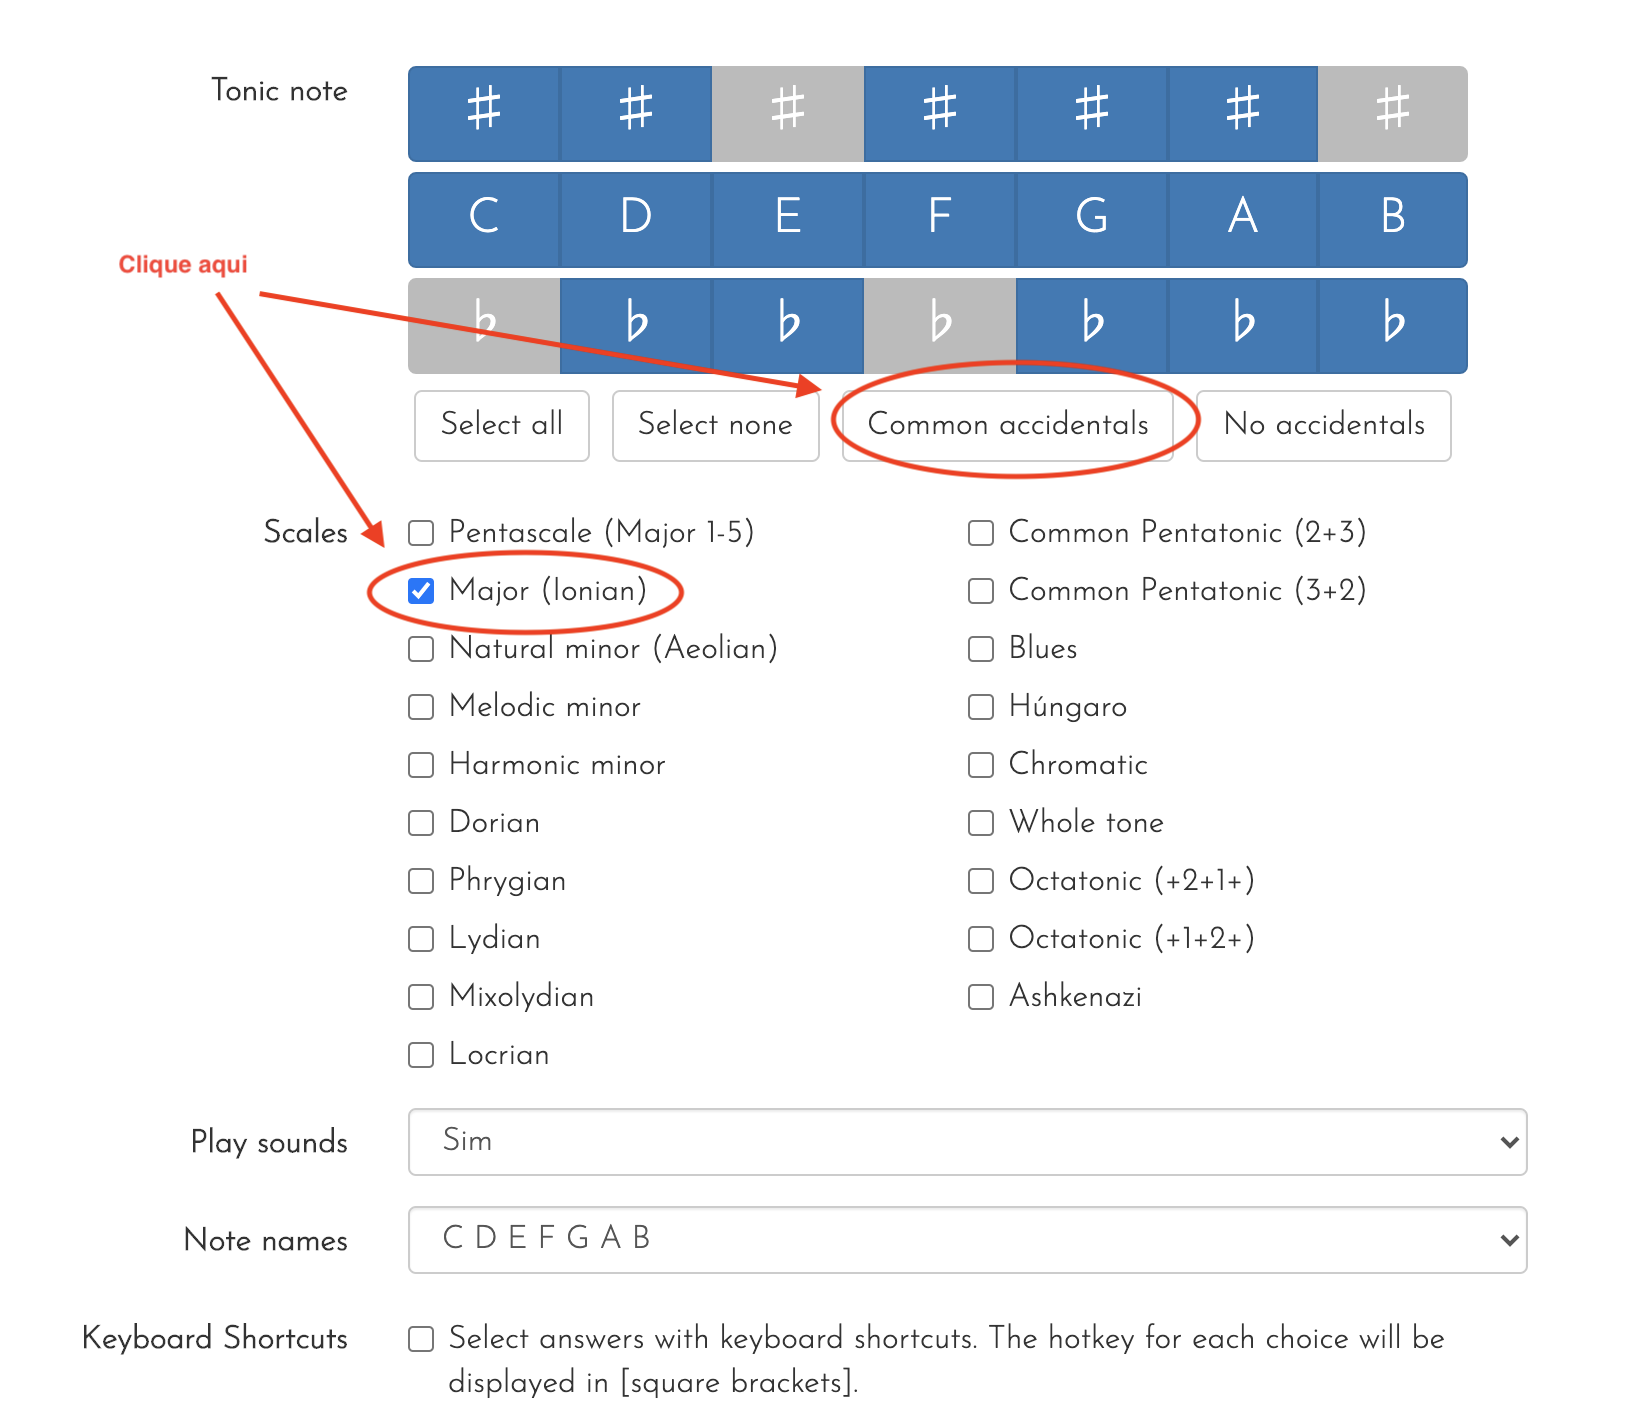 Tonic note
♯ ♯ ♯ ♯ ♯ ♯ ♯
C D E F G A B
Clique aqui
♭ ♭ ♭ ♭ ♭ ♭ ♭
Select all Select none Common accidentals No accidentals
Scales
Pentascale (Major 1-5)
Major (Ionian)
Natural minor (Aeolian)
Melodic minor
Harmonic minor
Dorian
Phrygian
Lydian
Mixolydian
Locrian
Common Pentatonic (2+3)
Common Pentatonic (3+2)
Blues
Húngaro
Chromatic
Whole tone
Octatonic (+2+1+)
Octatonic (+1+2+)
Ashkenazi
Play sounds
Sim
Note names
C D E F G A B
Keyboard Shortcuts
Select answers with keyboard shortcuts. The hotkey for each choice will be
displayed in [square brackets].